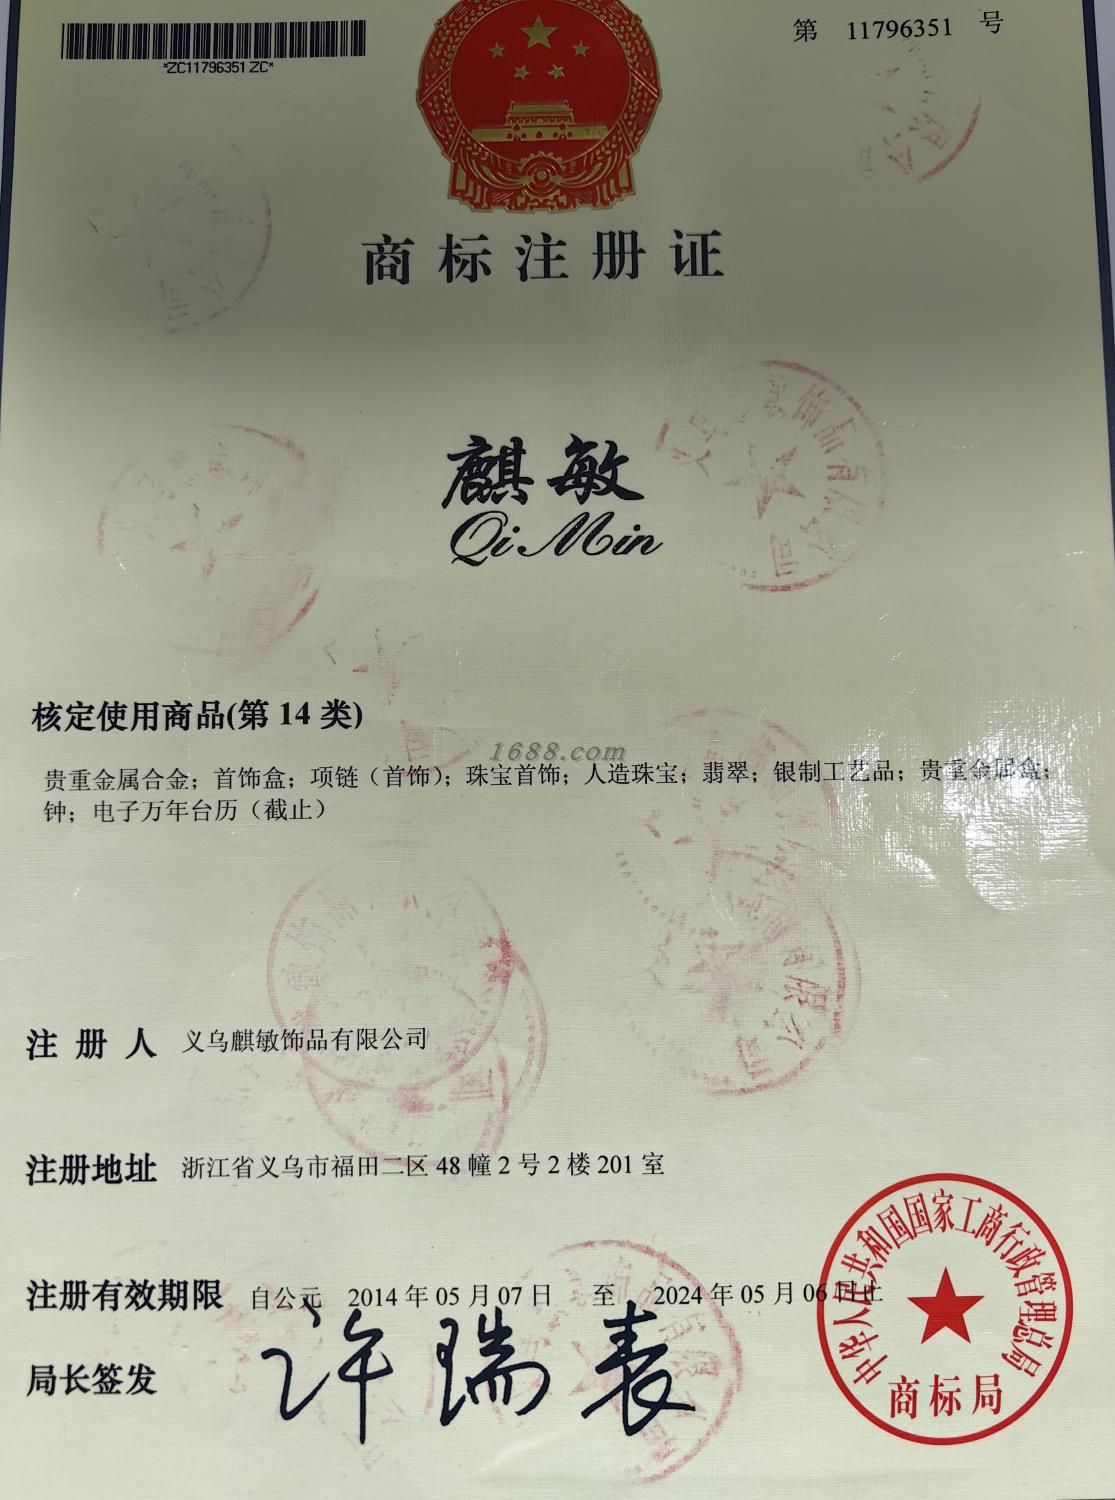 第 11796351 号
*ZC11796351ZC*
商标注册证
麒敏
Qi Min
核定使用商品(第 14 类)
1688.com
贵重金属合金；首饰盒；项链（首饰）；珠宝首饰；人造珠宝；翡翠；银制工艺品；贵重金属盒；
钟；电子万年台历（截止）
注册人 义乌麒敏饰品有限公司
注册地址 浙江省义乌市福田二区 48 幢 2 号 2 楼 201 室
注册有效期限 自公元 2014 年 05 月 07 日 至 2024 年 05 月 06 日止
局长签发 许瑞表
中华人民共和国国家工商行政管理总局
商标局